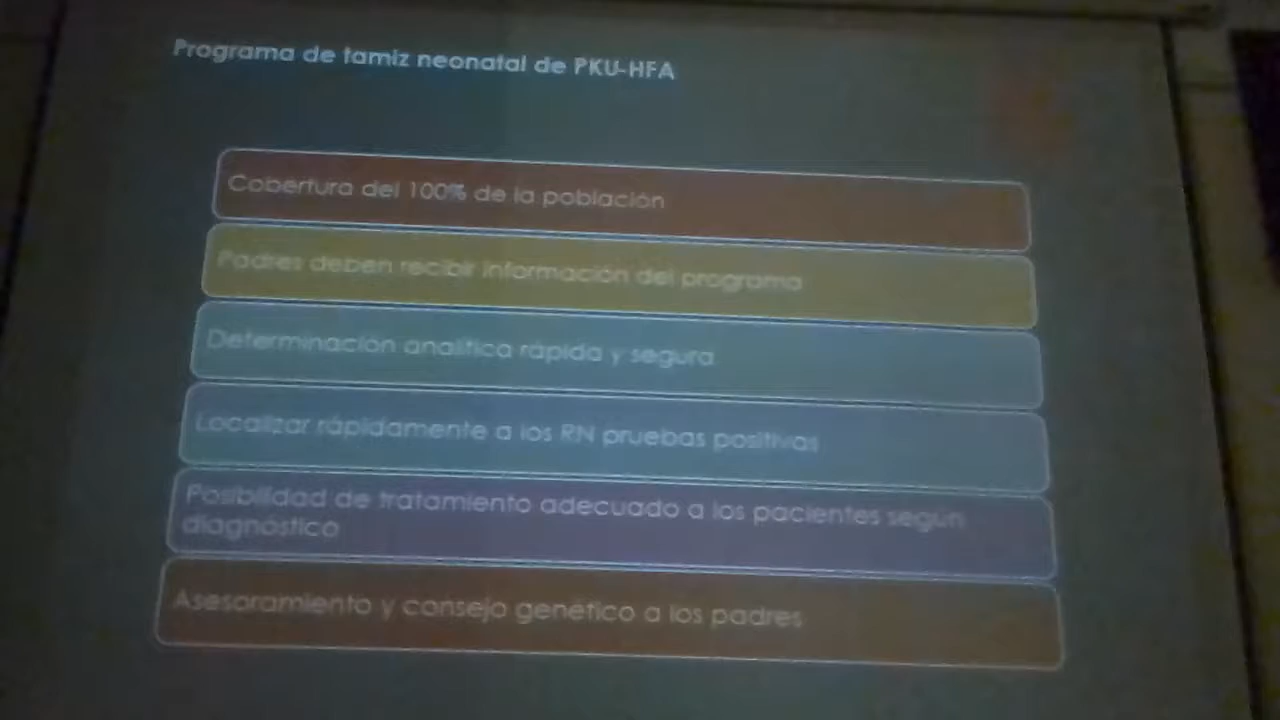 Programa de tamiz neonatal de PKU-HFA
Cobertura del 100% de la población
Padres deben recibir información del programa
Determinación analítica rápida y segura
Localizar rápidamente a los RN pruebas positivas
Posibilidad de tratamiento adecuado a los pacientes según
diagnóstico
Asesoramiento y consejo genético a los padres